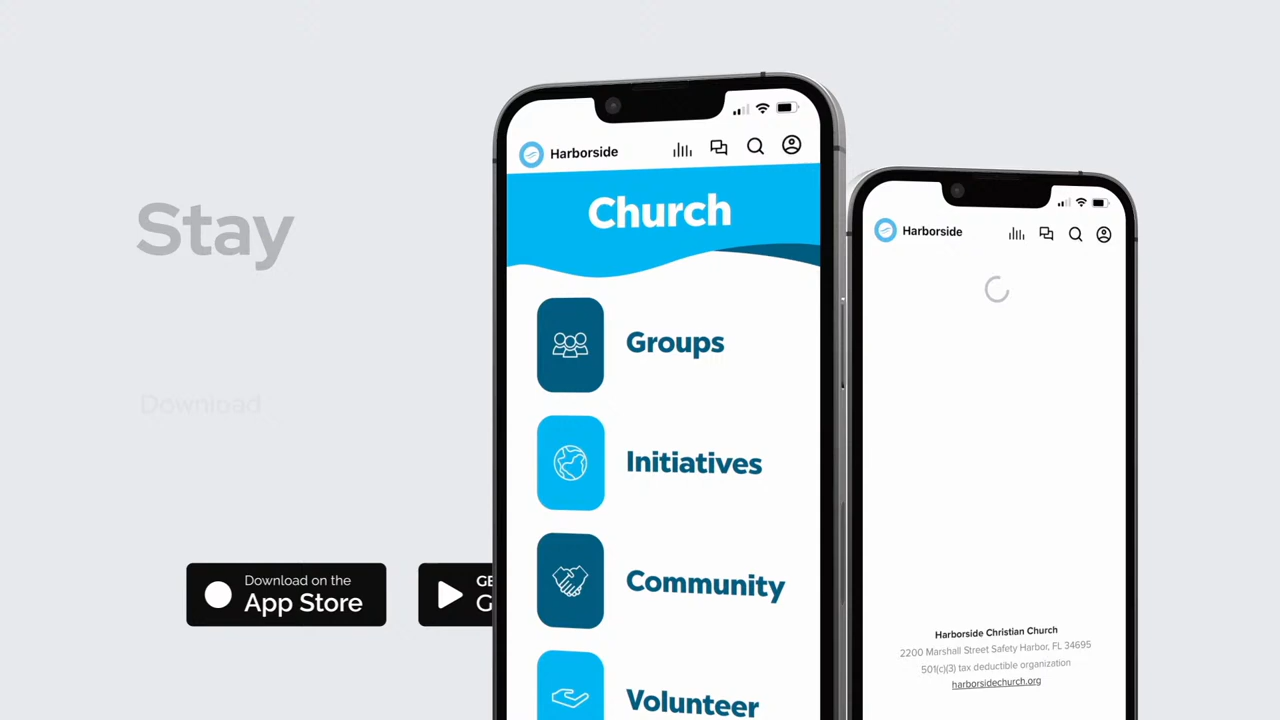 Stay
Download
Download on the
App Store
GE
G
Harborside
Church
Groups
Initiatives
Community
Volunteer
Harborside
Harborside Christian Church
2200 Marshall Street Safety Harbor, FL 34695
501(c)(3) tax deductible organization
harborsidechurch.org